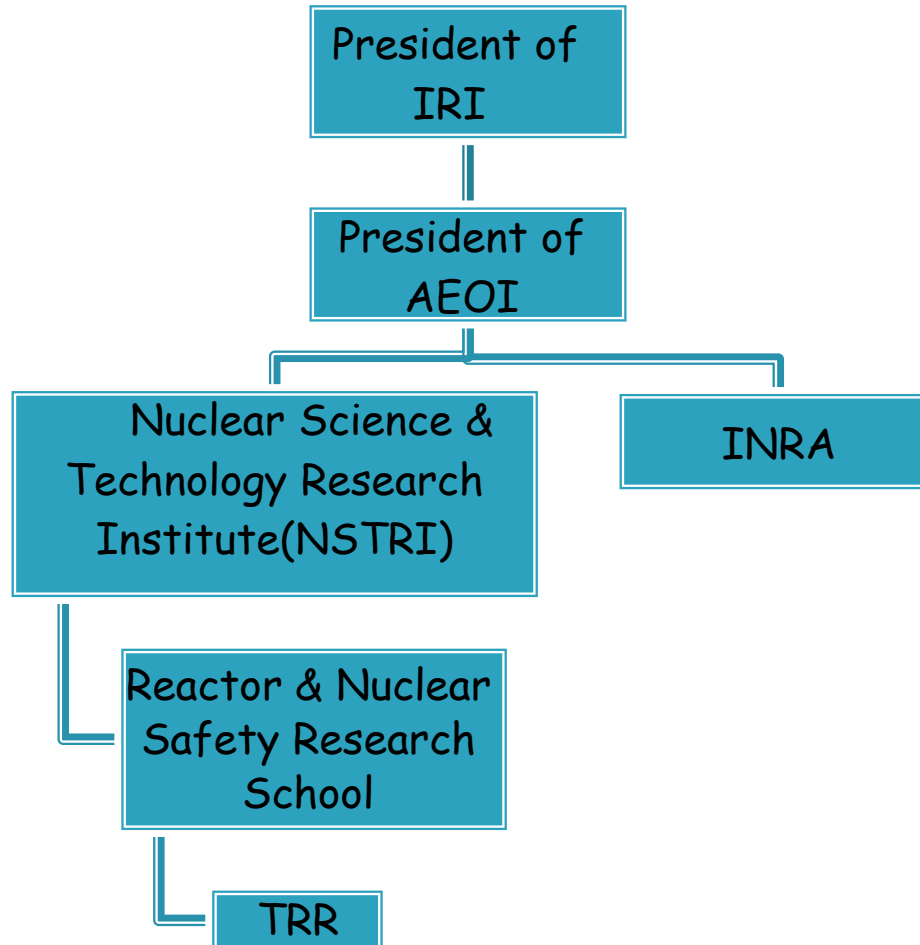 President of
IRI
President of
AEOI
Nuclear Science &
Technology Research
Institute(NSTRI)
INRA
Reactor & Nuclear
Safety Research
School
TRR